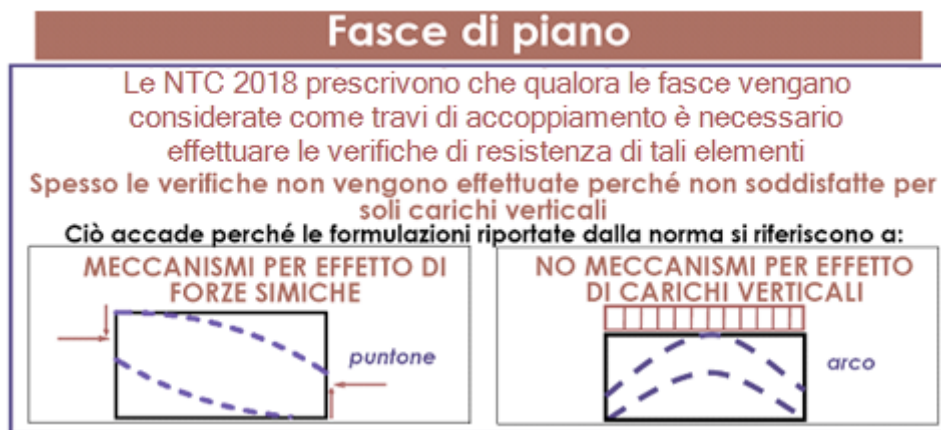 Fasce di piano
Le NTC 2018 prescrivono che qualora le fasce vengano
considerate come travi di accoppiamento è necessario
effettuare le verifiche di resistenza di tali elementi
Spesso le verifiche non vengono effettuate perché non soddisfatte per
soli carichi verticali
Ciò accade perché le formulazioni riportate dalla norma si riferiscono a:
MECCANISMI PER EFFETTO DI
FORZE SIMICHE
puntone
NO MECCANISMI PER EFFETTO
DI CARICHI VERTICALI
arco